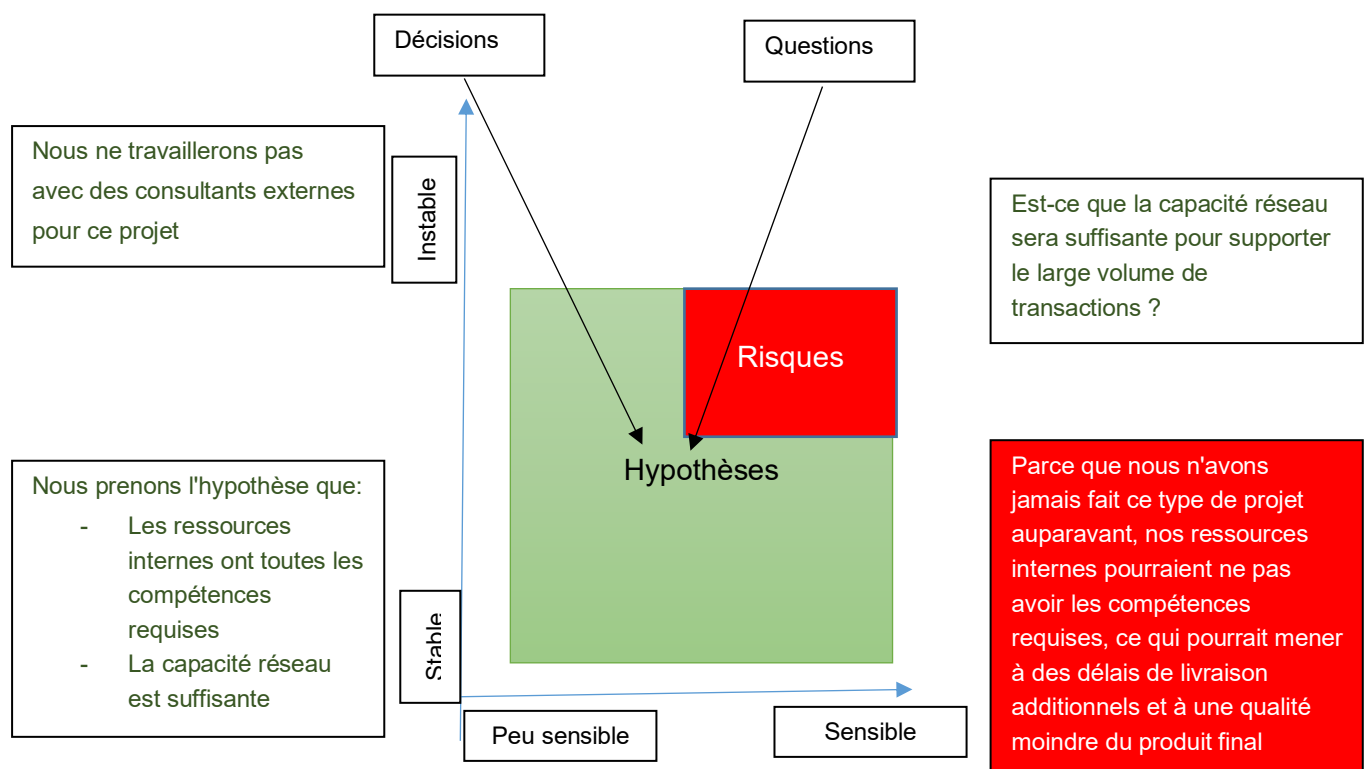 Décisions
Questions
Nous ne travaillerons pas
avec des consultants externes
pour ce projet
Instable
Est-ce que la capacité réseau
sera suffisante pour supporter
le large volume de
transactions ?
Risques
Hypothèses
Nous prenons l'hypothèse que:
- Les ressources
internes ont toutes les
compétences
requises
- La capacité réseau
est suffisante
Stable
Parce que nous n'avons
jamais fait ce type de projet
auparavant, nos ressources
internes pourraient ne pas
avoir les compétences
requises, ce qui pourrait mener
à des délais de livraison
additionnels et à une qualité
moindre du produit final
Peu sensible
Sensible